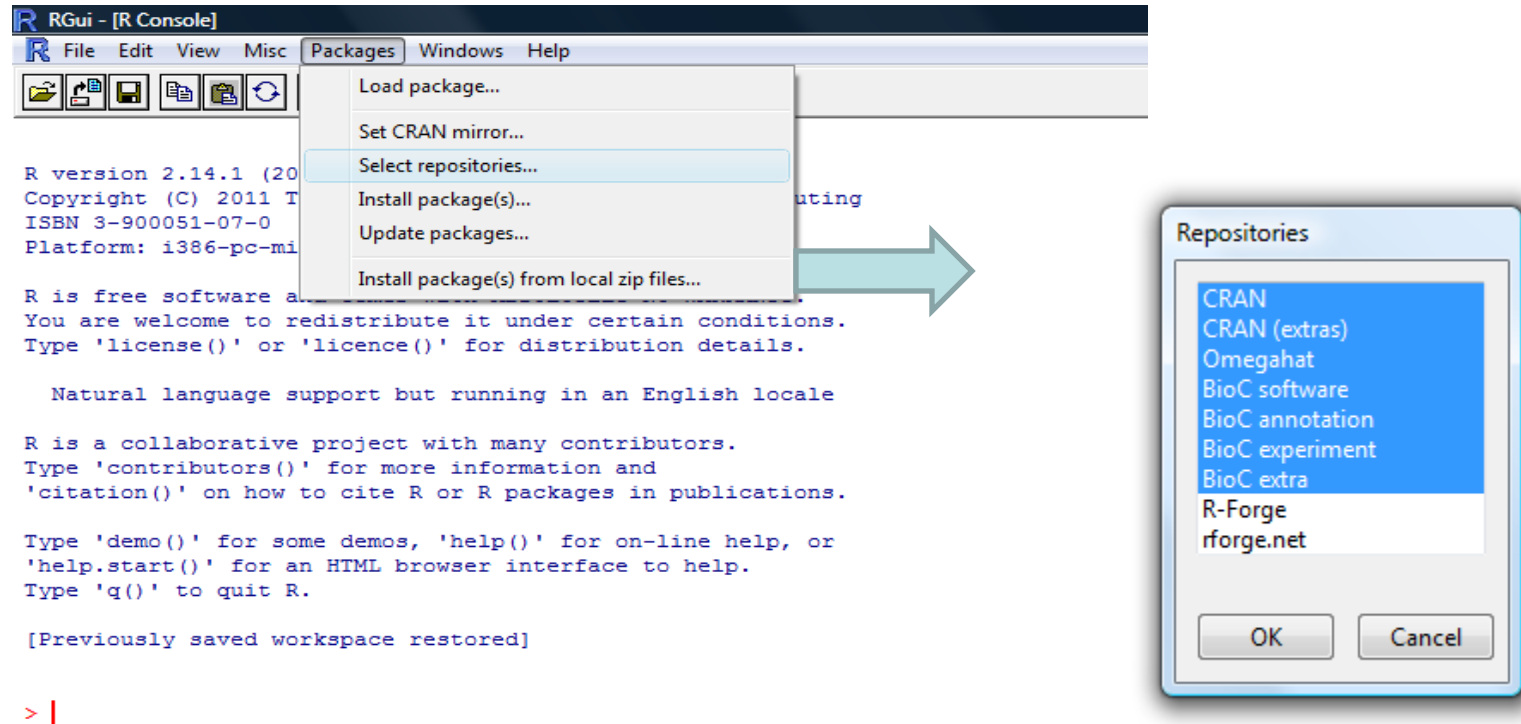 RGui - [R Console]
File Edit View Misc Packages Windows Help
Load package...
Set CRAN mirror...
Select repositories...
Install package(s)...
Update packages...
Install package(s) from local zip files...
R version 2.14.1 (20
Copyright (C) 2011 T uting
ISBN 3-900051-07-0
Platform: i386-pc-mi
R is free software
You are welcome to redistribute it under certain conditions.
Type 'license()' or 'licence()' for distribution details.
Natural language support but running in an English locale
R is a collaborative project with many contributors.
Type 'contributors()' for more information and
'citation()' on how to cite R or R packages in publications.
Type 'demo()' for some demos, 'help()' for on-line help, or
'help.start()' for an HTML browser interface to help.
Type 'q()' to quit R.
[Previously saved workspace restored]
>
Repositories
CRAN
CRAN (extras)
Omegahat
BioC software
BioC annotation
BioC experiment
BioC extra
R-Forge
rforge.net
OK Cancel